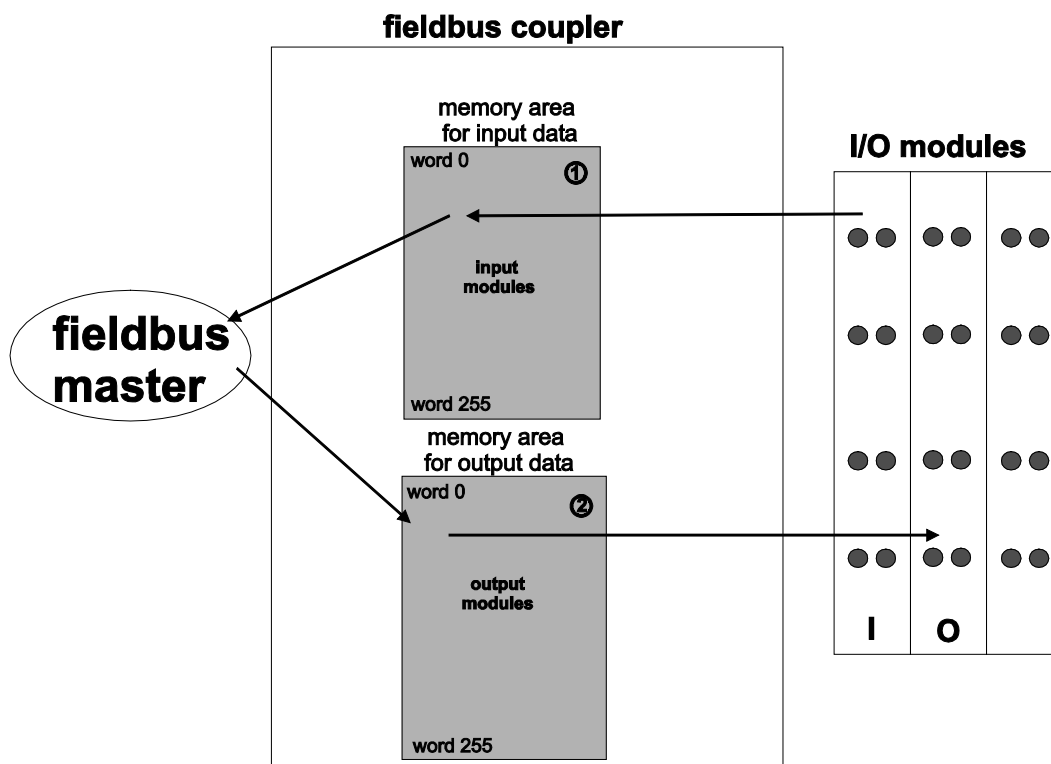 fieldbus coupler
memory area
for input data
word 0
①
input
modules
word 255
I/O modules
fieldbus
master
memory area
for output data
word 0
②
output
modules
word 255
I
O